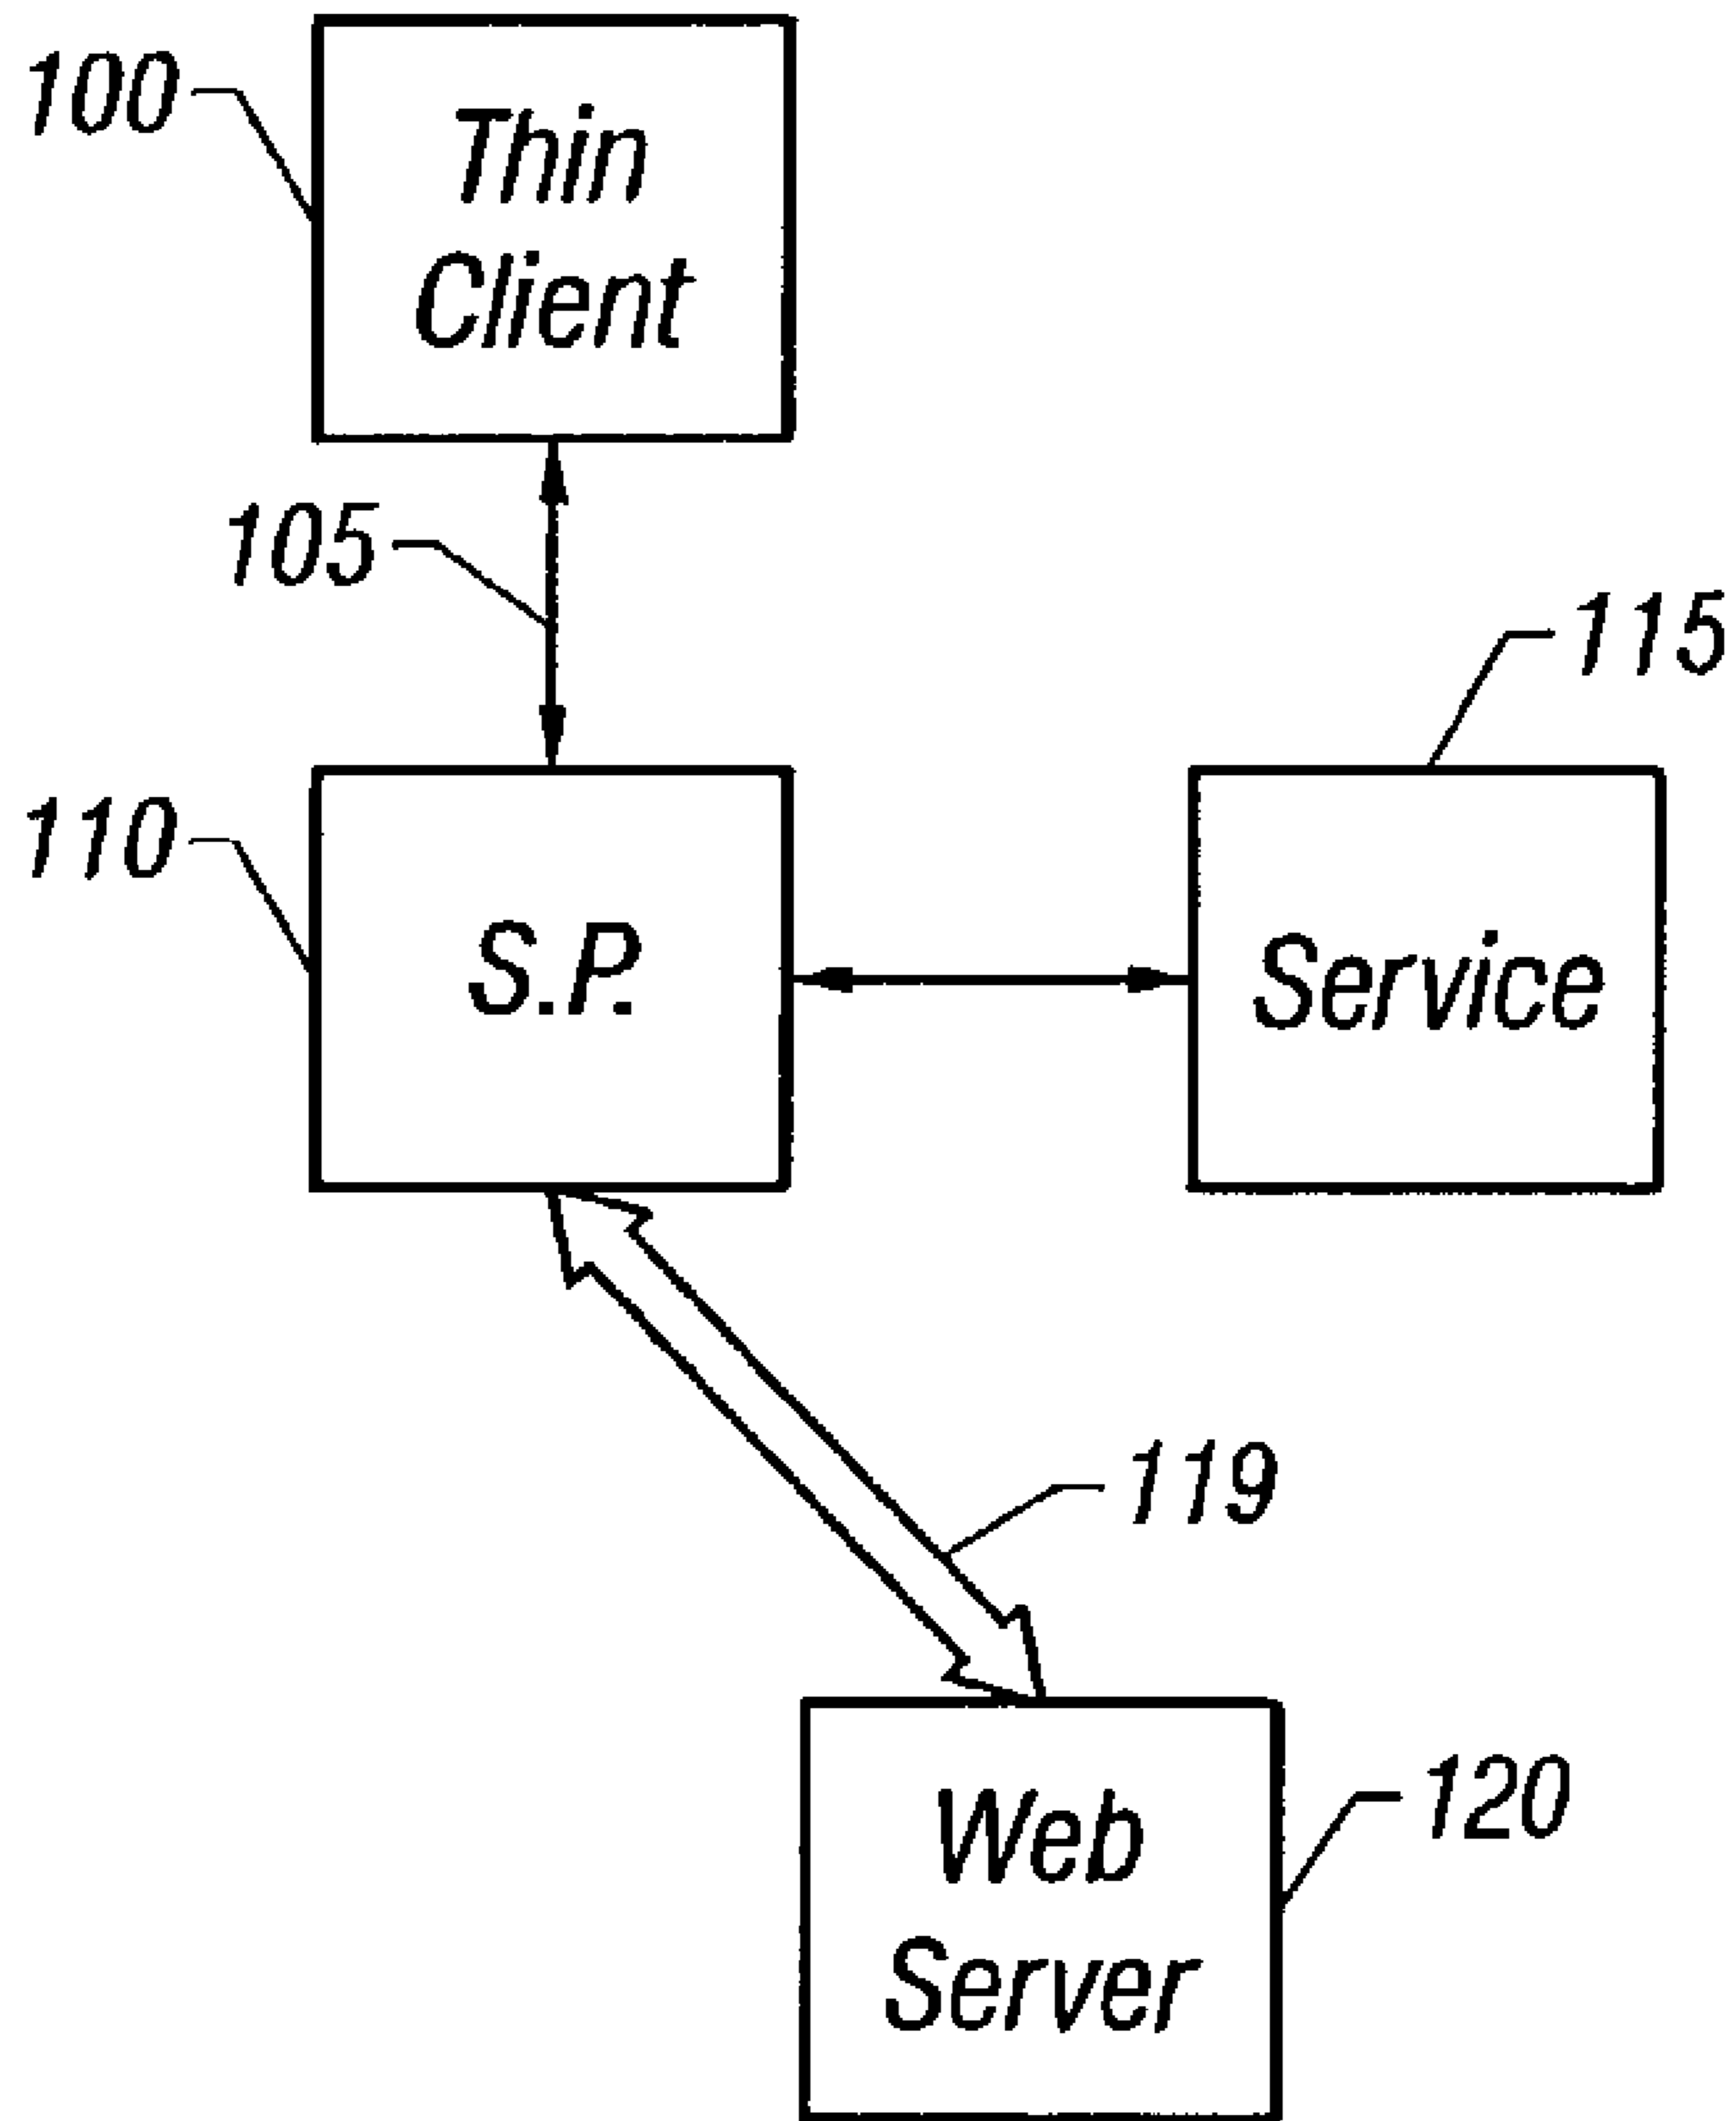 100
Thin
Client
105
115
110
S.P.
Service
119
120
Web
Server